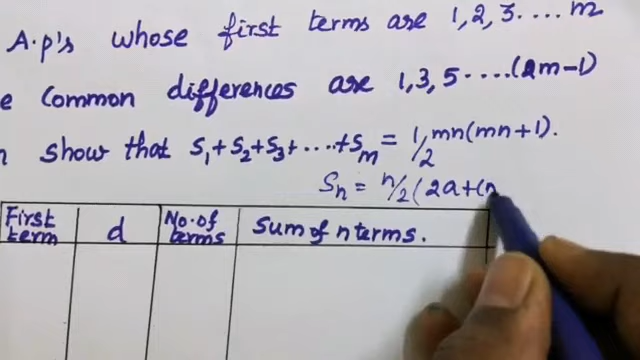 A.p's whose first terms are 1, 2, 3.... m
e common differences are 1, 3, 5.....(2m-1)
n show that S₁+S₂+S₃+....+Sₘ = 1/2 mn(mn+1).
Sₙ = n/2 (2a+(n
First term d No. of terms Sum of n terms.